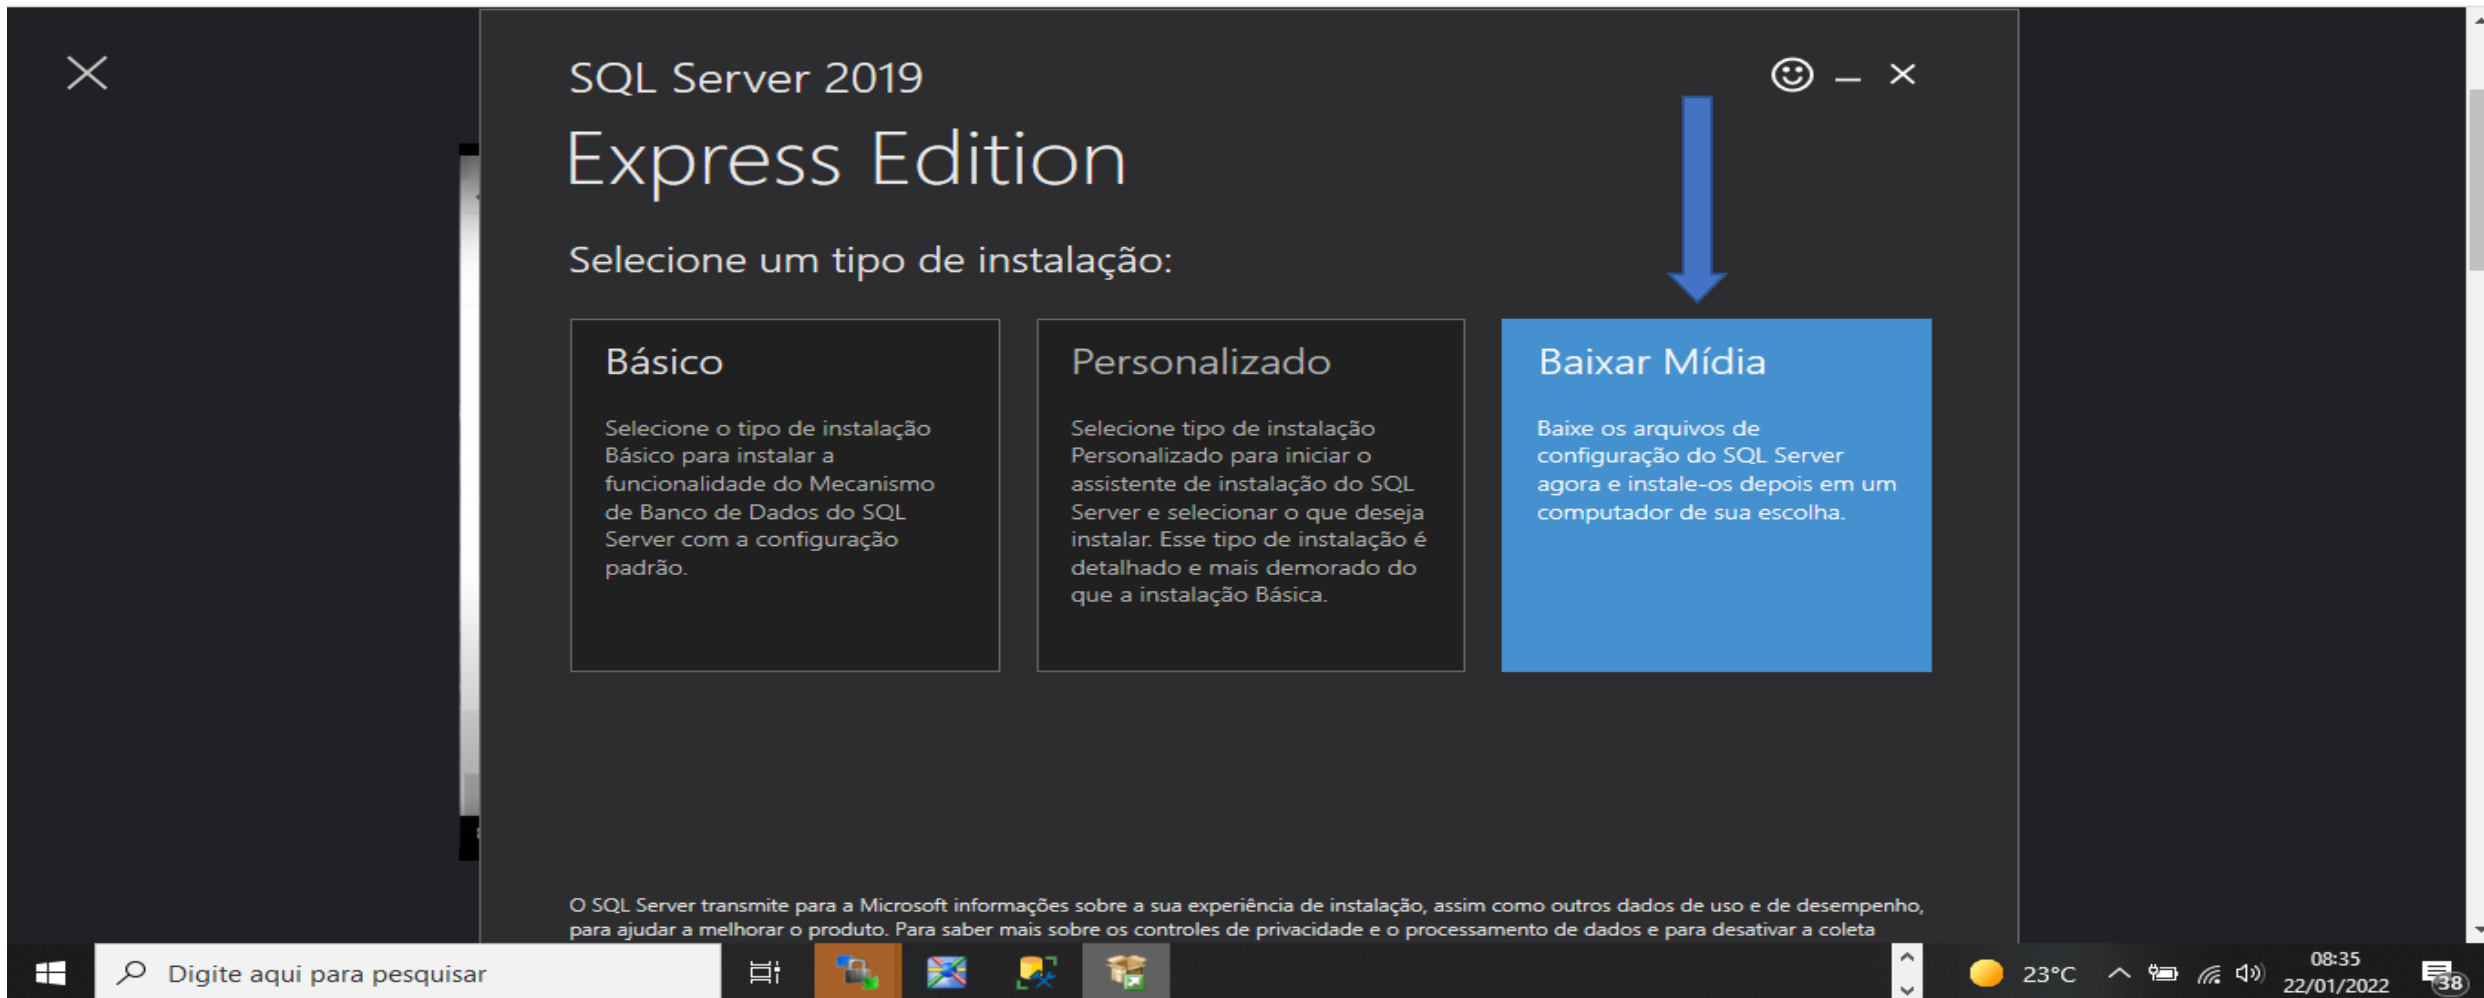 SQL Server 2019
Express Edition
Selecione um tipo de instalação:
Básico
Selecione o tipo de instalação
Básico para instalar a
funcionalidade do Mecanismo
de Banco de Dados do SQL
Server com a configuração
padrão.
Personalizado
Selecione tipo de instalação
Personalizado para iniciar o
assistente de instalação do SQL
Server e selecionar o que deseja
instalar. Esse tipo de instalação é
detalhado e mais demorado do
que a instalação Básica.
Baixar Mídia
Baixe os arquivos de
configuração do SQL Server
agora e instale-os depois em um
computador de sua escolha.
O SQL Server transmite para a Microsoft informações sobre a sua experiência de instalação, assim como outros dados de uso e de desempenho,
para ajudar a melhorar o produto. Para saber mais sobre os controles de privacidade e o processamento de dados e para desativar a coleta
Digite aqui para pesquisar
23°C
08:35
22/01/2022
38